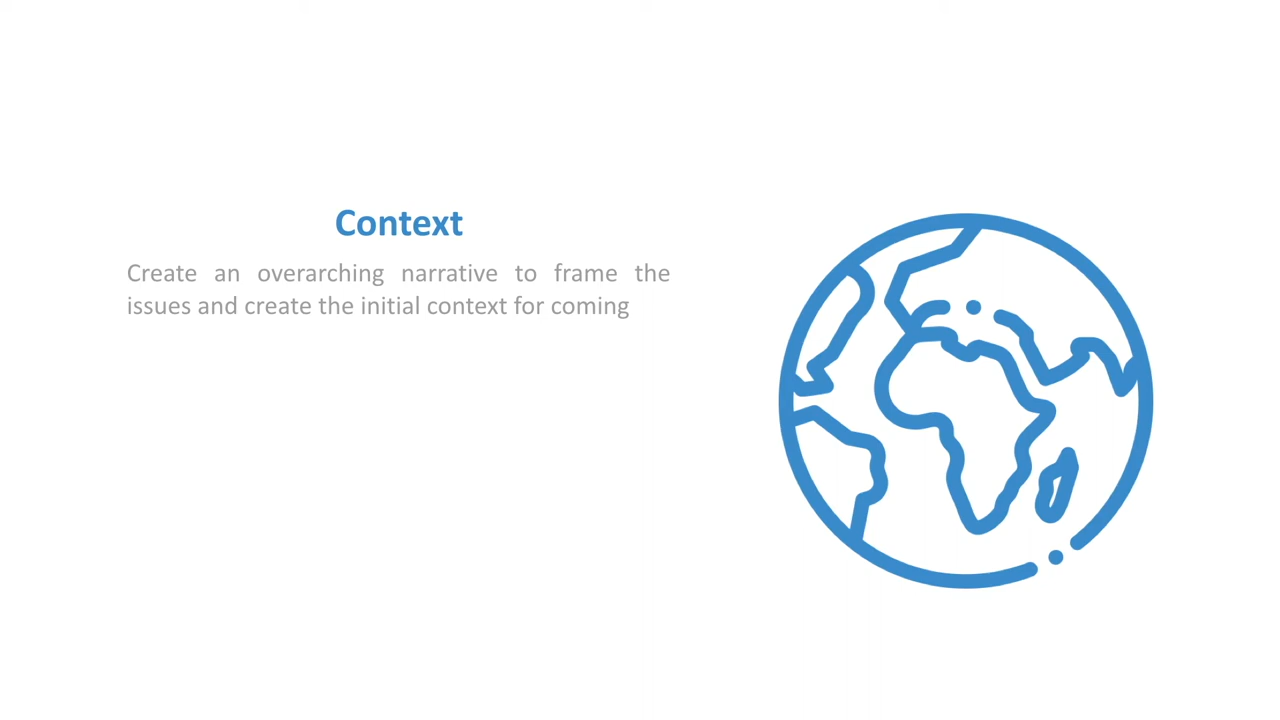 Context
Create an overarching narrative to frame the
issues and create the initial context for coming